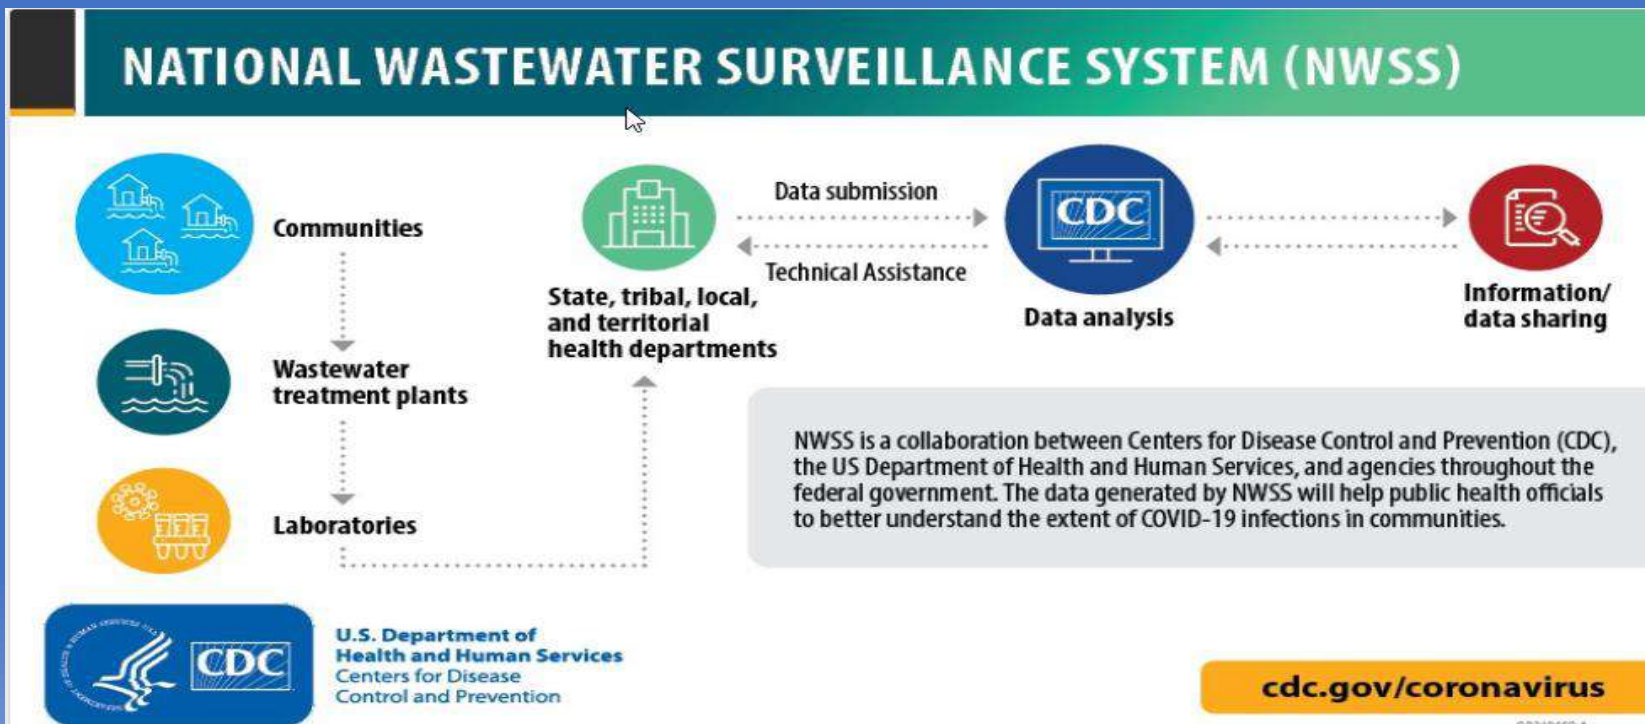 NATIONAL WASTEWATER SURVEILLANCE SYSTEM (NWSS)
Communities
Wastewater
treatment plants
Laboratories
State, tribal, local,
and territorial
health departments
Data submission
Technical Assistance
CDC
Data analysis
Information/
data sharing
NWSS is a collaboration between Centers for Disease Control and Prevention (CDC),
the US Department of Health and Human Services, and agencies throughout the
federal government. The data generated by NWSS will help public health officials
to better understand the extent of COVID-19 infections in communities.
CDC
U.S. Department of
Health and Human Services
Centers for Disease
Control and Prevention
cdc.gov/coronavirus